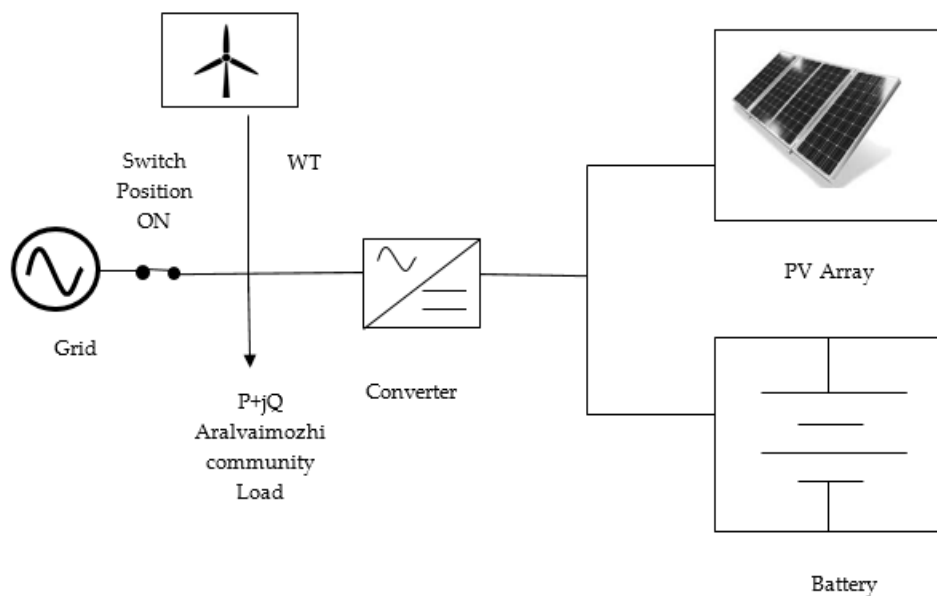 Switch
Position
ON
WT
Grid
PV Array
Converter
P+jQ
Aralvaimozhi
community
Load
Battery